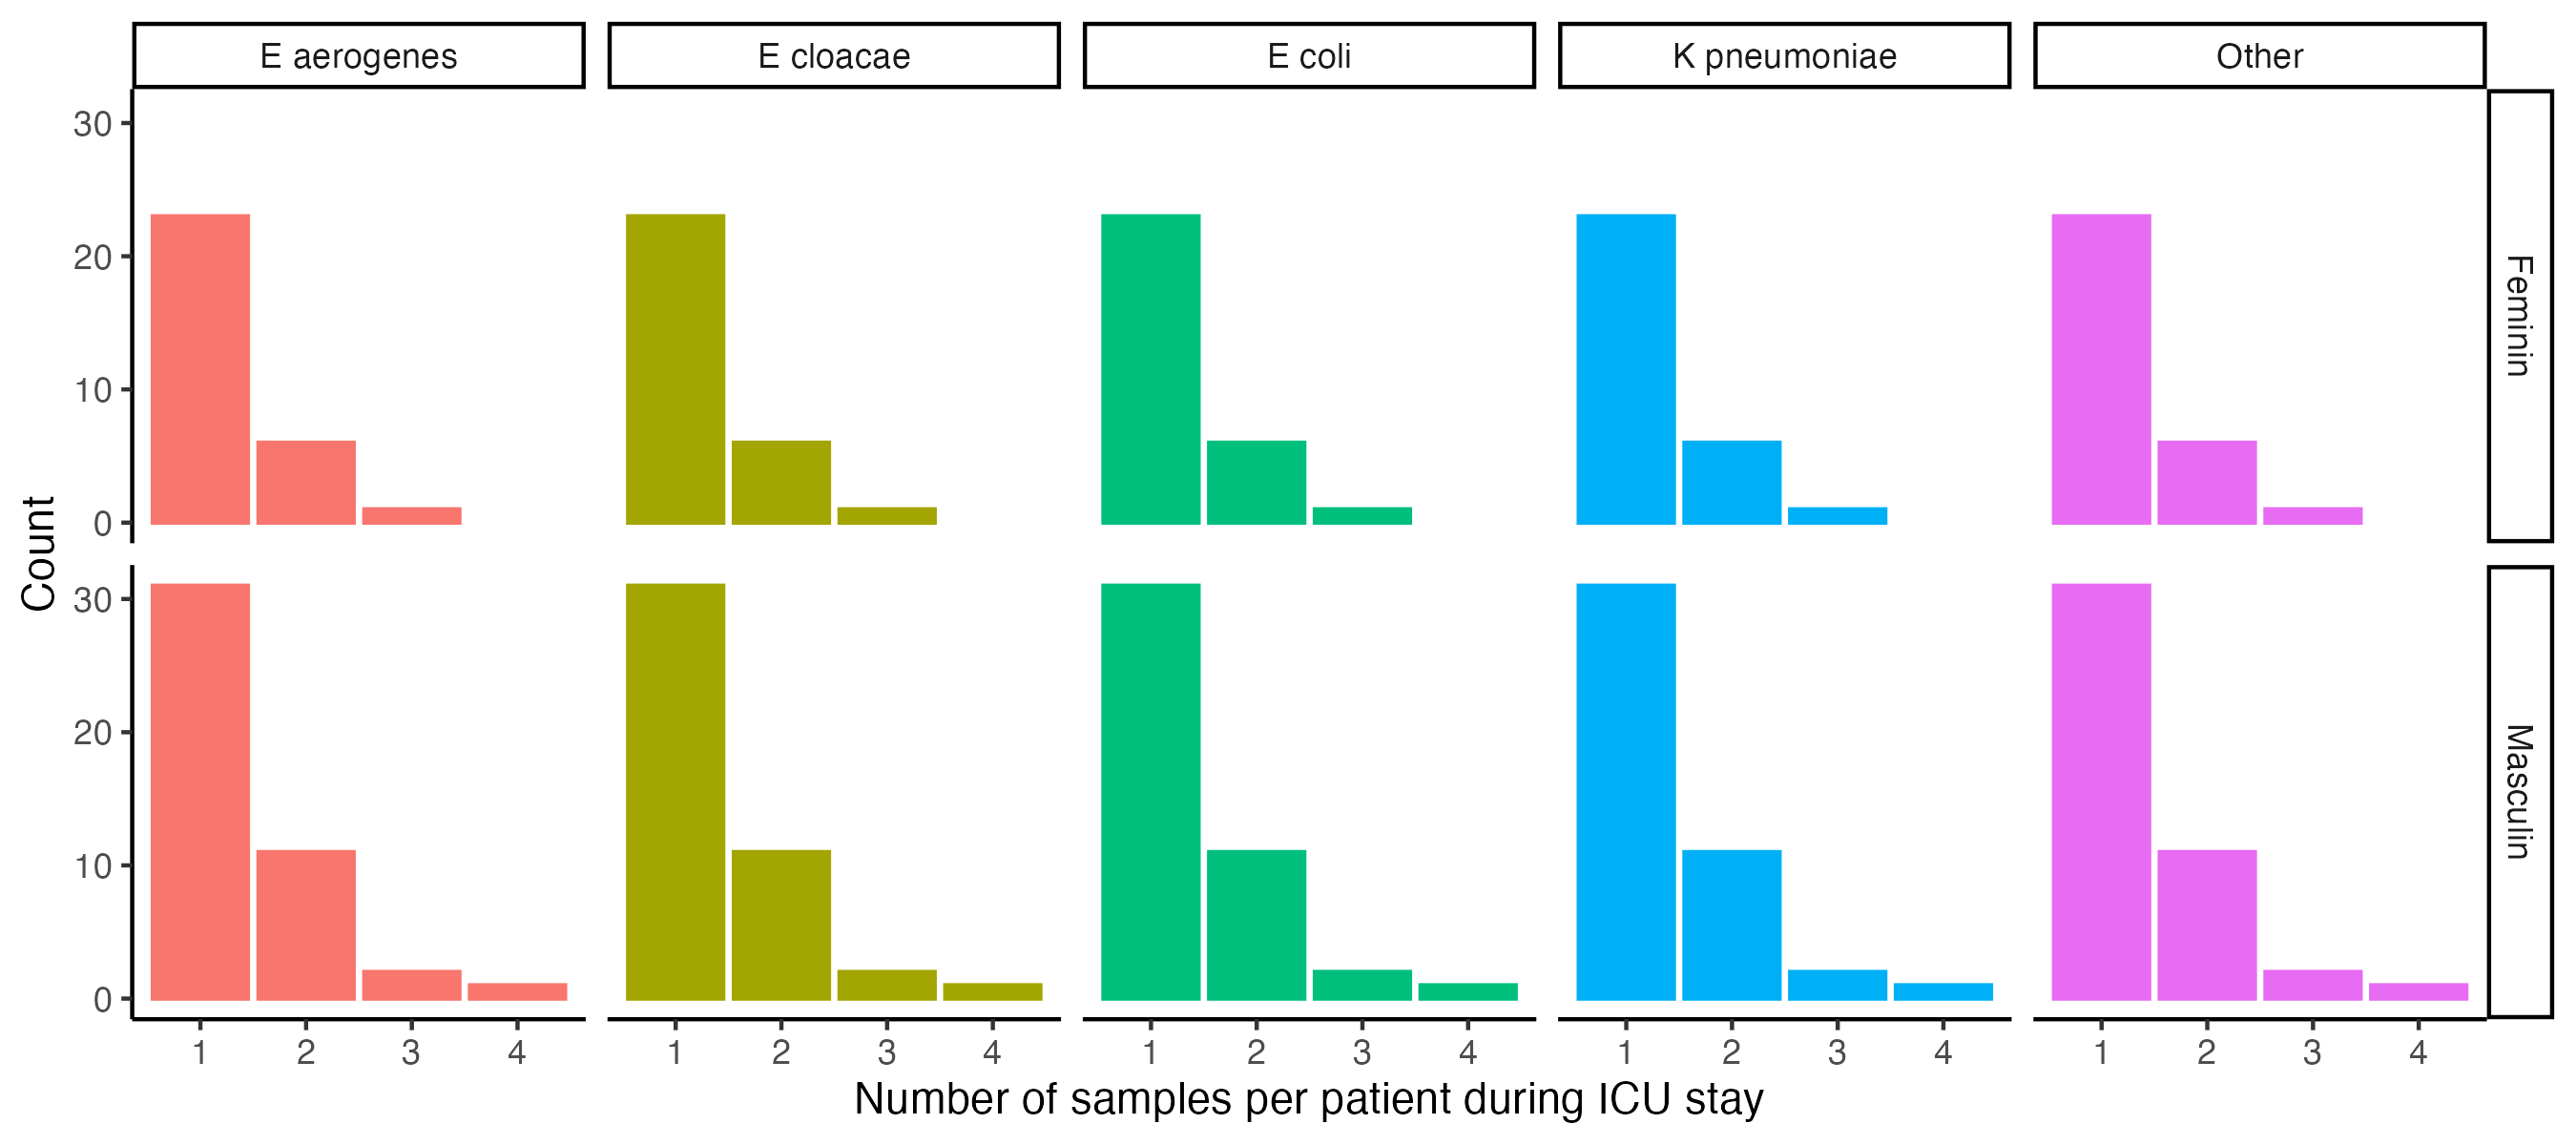 E aerogenes
E cloacae
E coli
K pneumoniae
Other
30
20
10
0
Feminin
Count
30
20
10
0
Masculin
1 2 3 4
1 2 3 4
1 2 3 4
1 2 3 4
1 2 3 4
Number of samples per patient during ICU stay